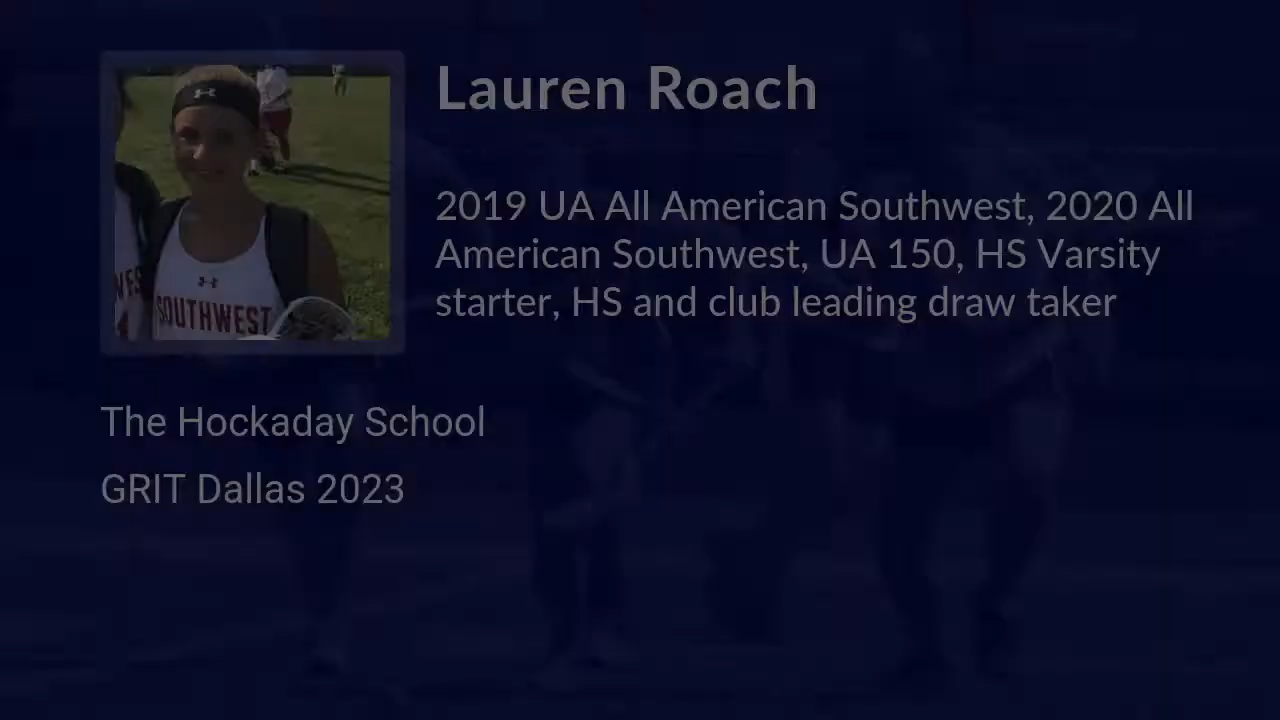 Lauren Roach
2019 UA All American Southwest, 2020 All
American Southwest, UA 150, HS Varsity
starter, HS and club leading draw taker
SOUTHWEST
The Hockaday School
GRIT Dallas 2023